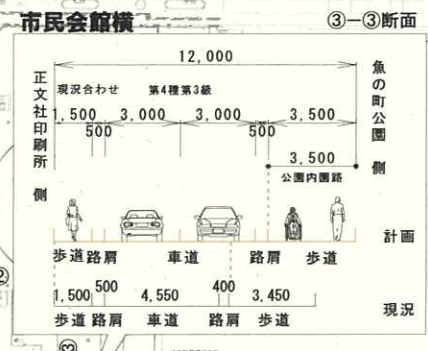 市民会館横
③－③断面
12,000
正文社印刷所 側
魚の町公園 側
現況合わせ 第4種第3級
1,500 500 3,000 3,000 500 3,500
3,500
公園内園路
計画
歩道 路肩 車道 路肩 歩道
1,500 500 4,550 400 3,450
現況
歩道 路肩 車道 路肩 歩道
②
③